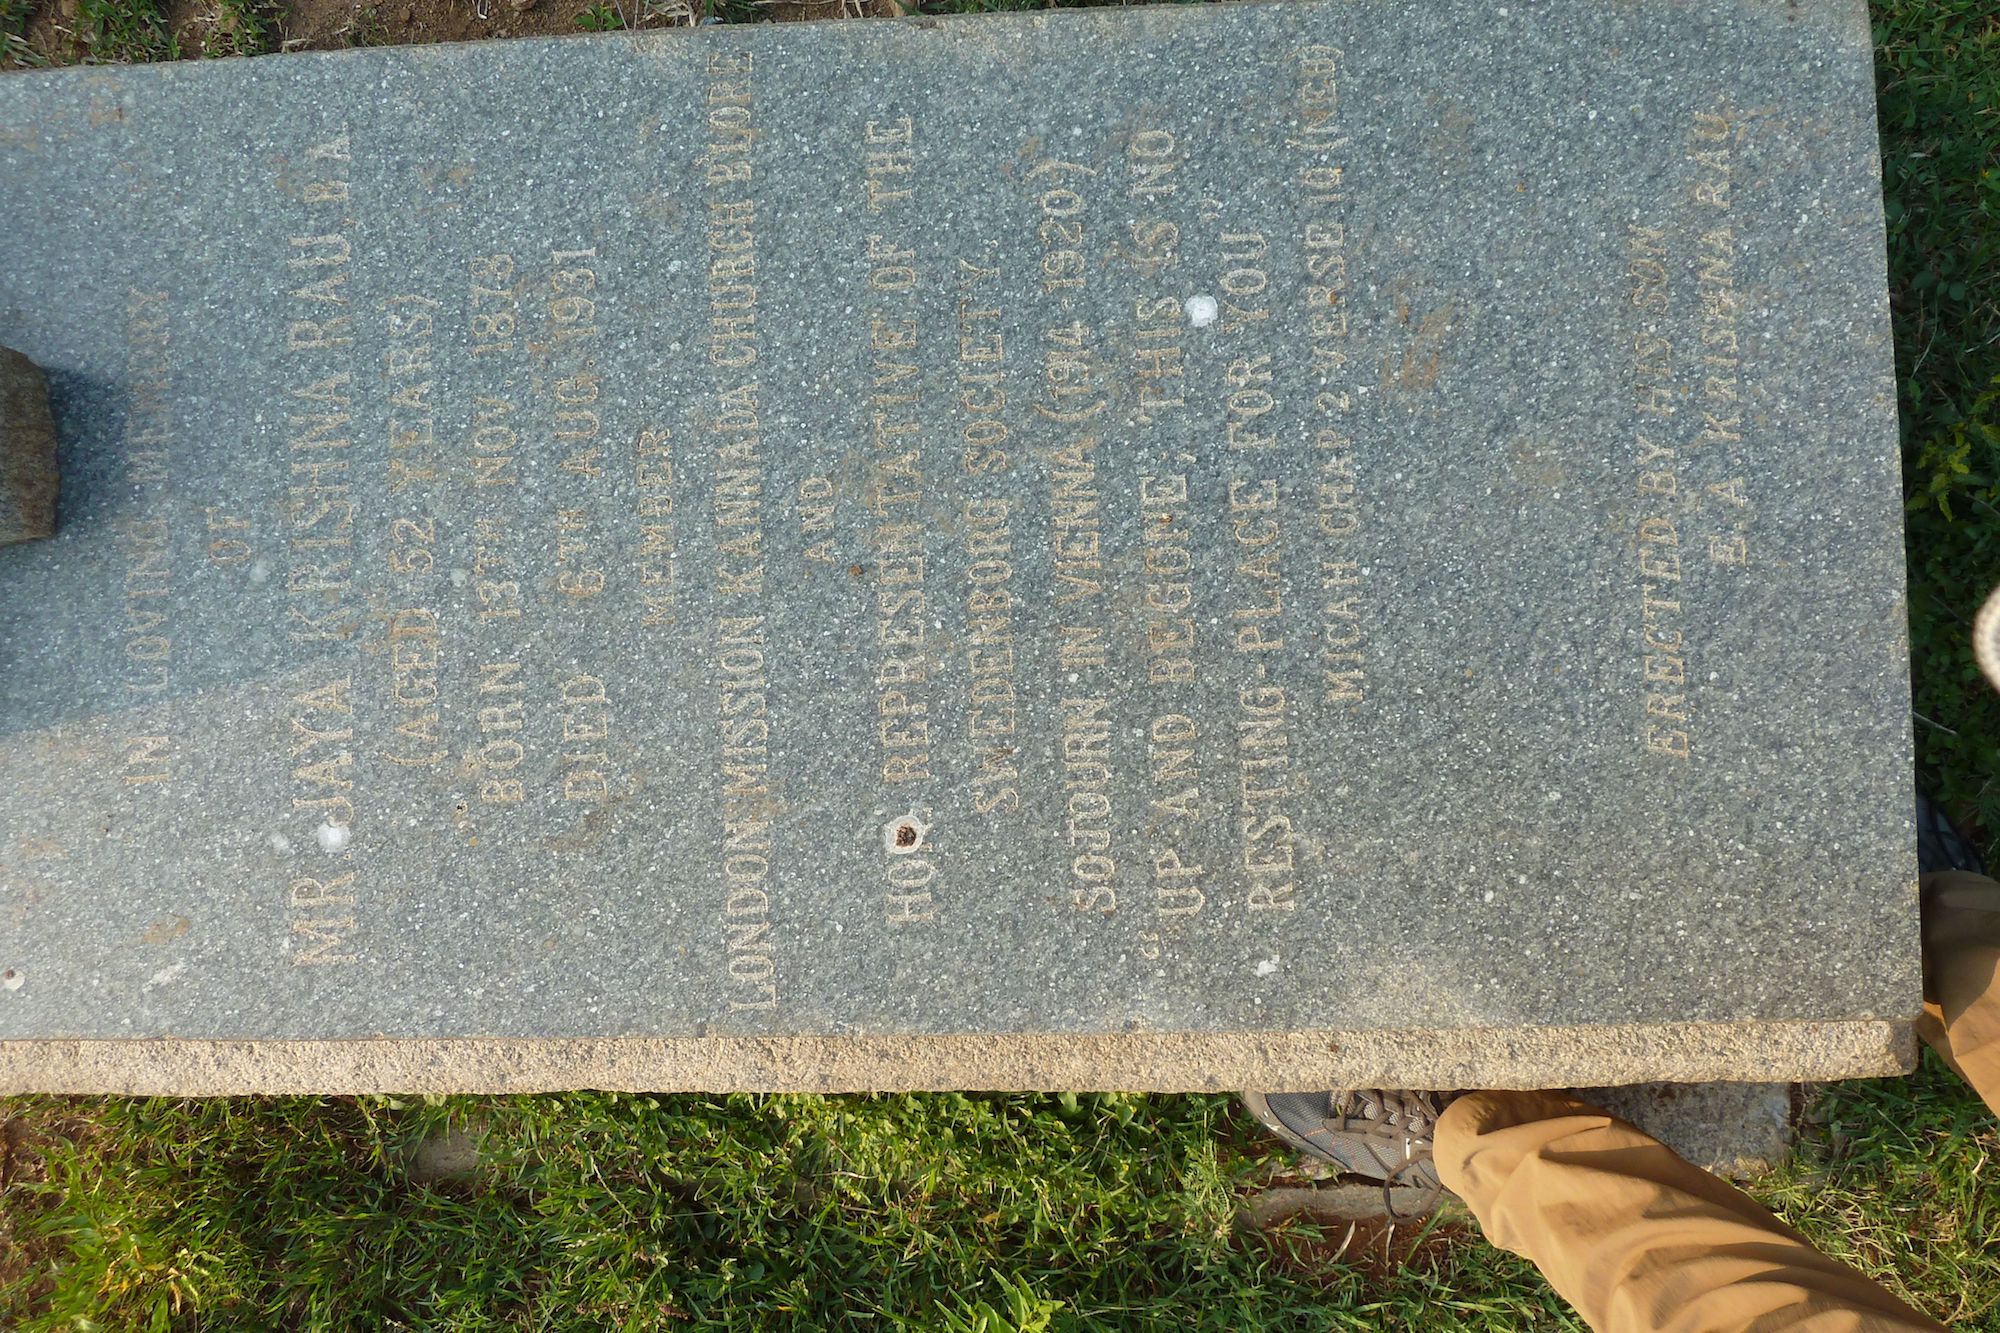 IN LOVING MEMORY
OF
MR. JAYA KRISHNA RAU, B.A
(AGED 52 YEARS)
BORN 13TH NOV. 1878
DIED 6TH AUG. 1931
MEMBER
LONDON MISSION KANNADA CHURCH B'LORE
AND
HON. REPRESENTATIVE OF THE
SWEDENBORG SOCIETY,
SOJOURN IN VIENNA (1914-1920)
"UP AND BEGONE, THIS IS NO
RESTING-PLACE FOR YOU"
MICAH CHAP 2 VERSE 10 (NEB)
ERECTED BY HIS SON
E. A. KRISHNA RAU.